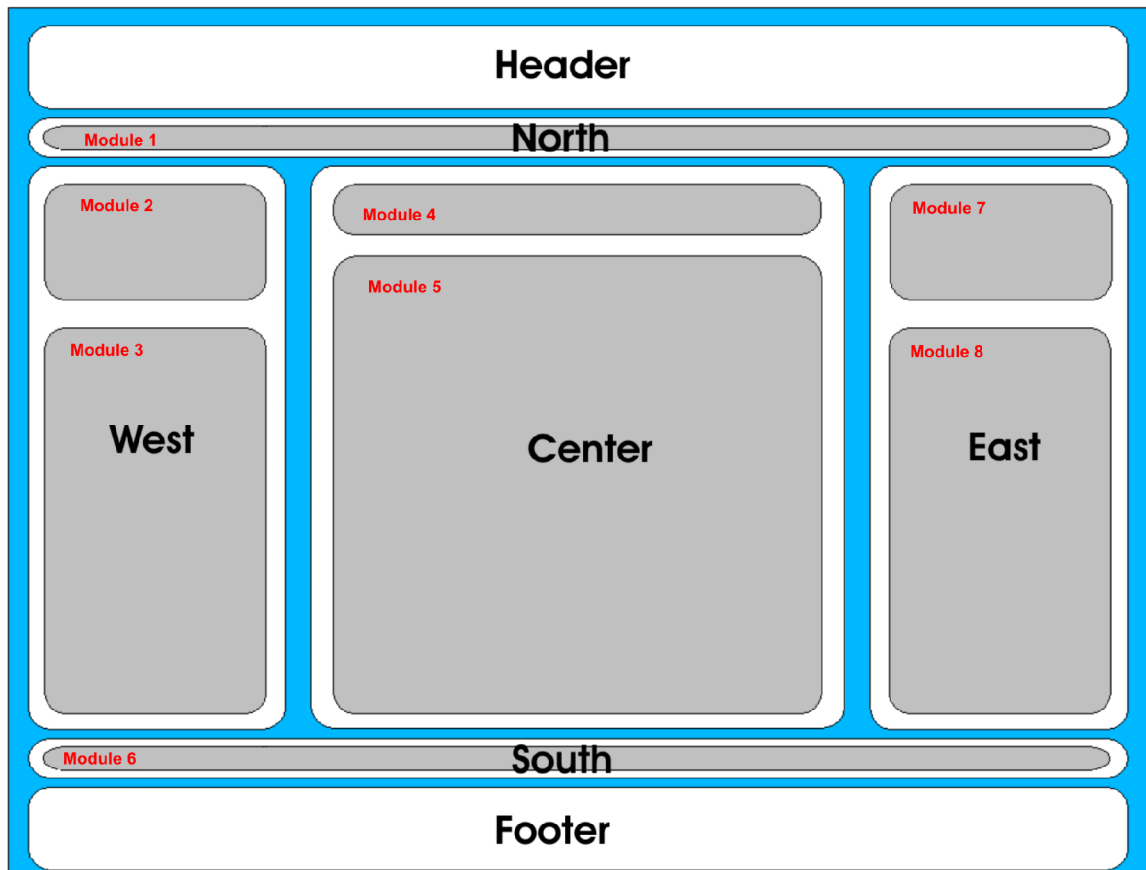 Header
Module 1
North
Module 2
Module 3
West
Module 4
Module 5
Center
Module 7
Module 8
East
Module 6
South
Footer